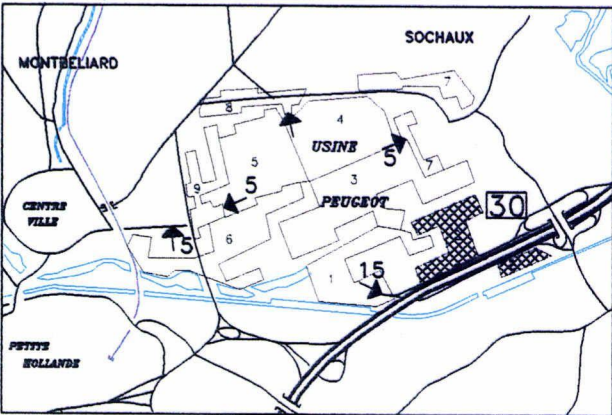 SOCHAUX
MONTBELIARD
7
8
4
USINE
5
5
7
3
9
5
PEUGEOT
30
CENTRE
VILLE
5
6
15
1
PETITE
HOLLANDE